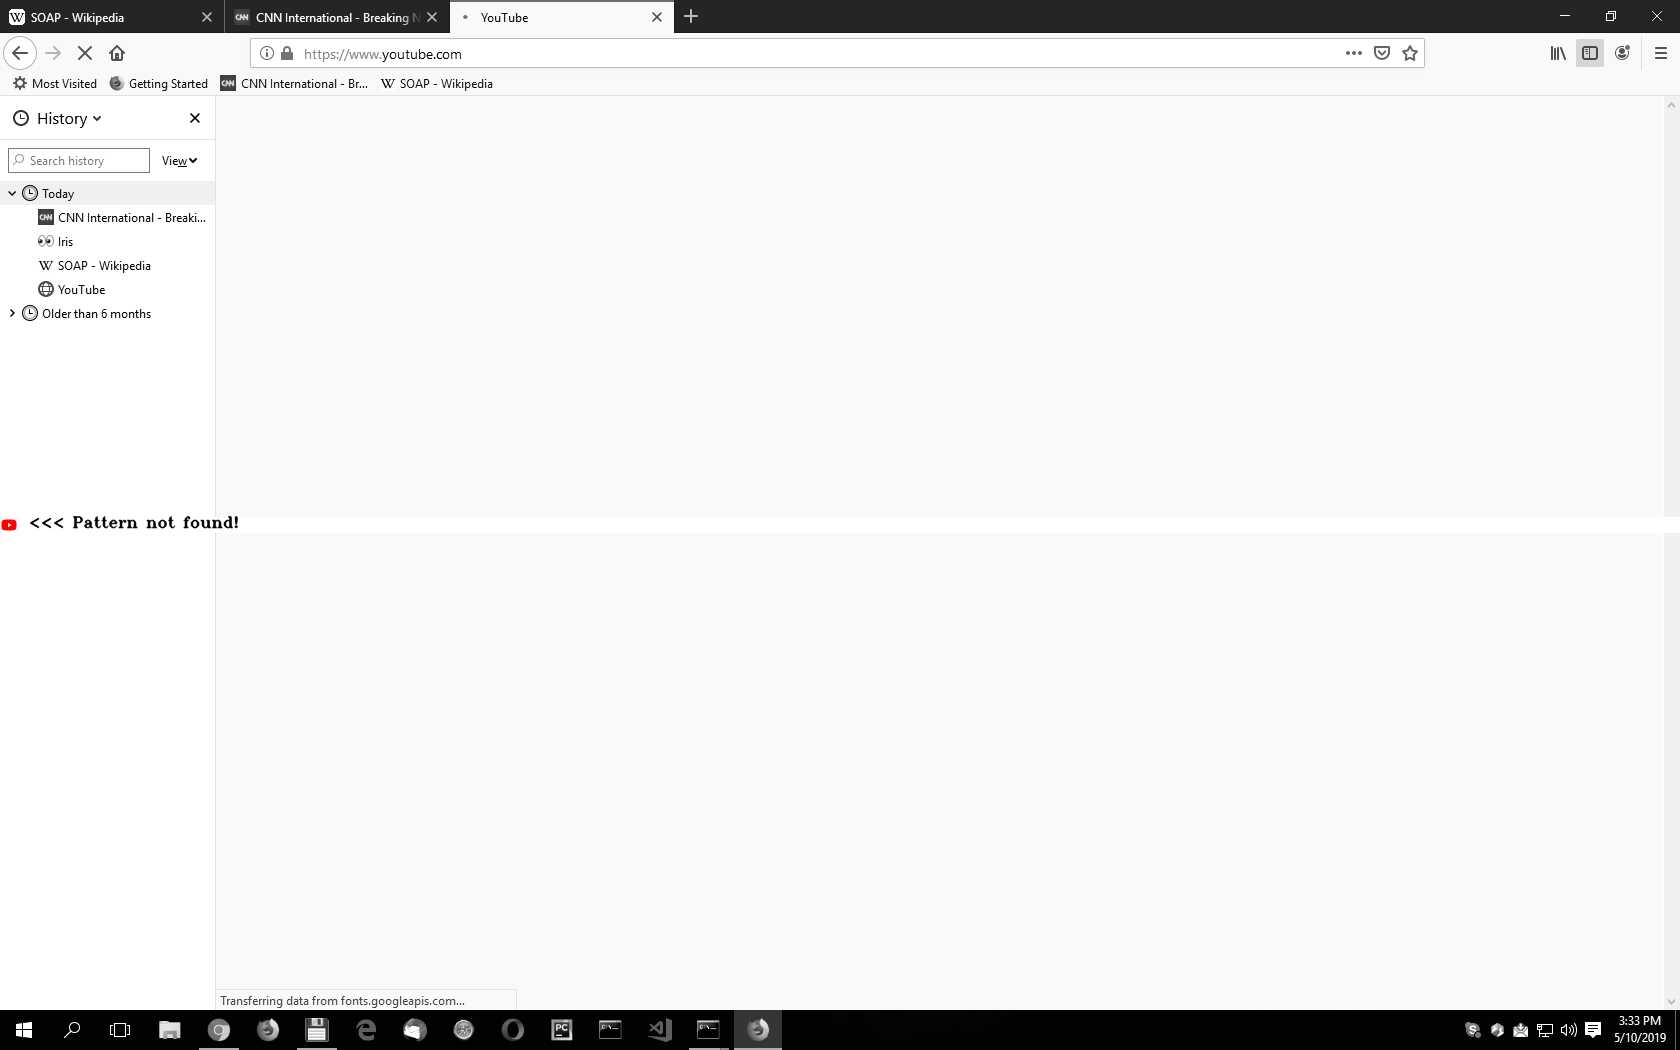 SOAP - Wikipedia
CNN International - Breaking N
YouTube
https://www.youtube.com
Most Visited
Getting Started
CNN International - Br...
SOAP - Wikipedia
History
Search history
View
Today
CNN International - Breaki...
Iris
SOAP - Wikipedia
YouTube
Older than 6 months
<<< Pattern not found!
Transferring data from fonts.googleapis.com...
3:33 PM
5/10/2019